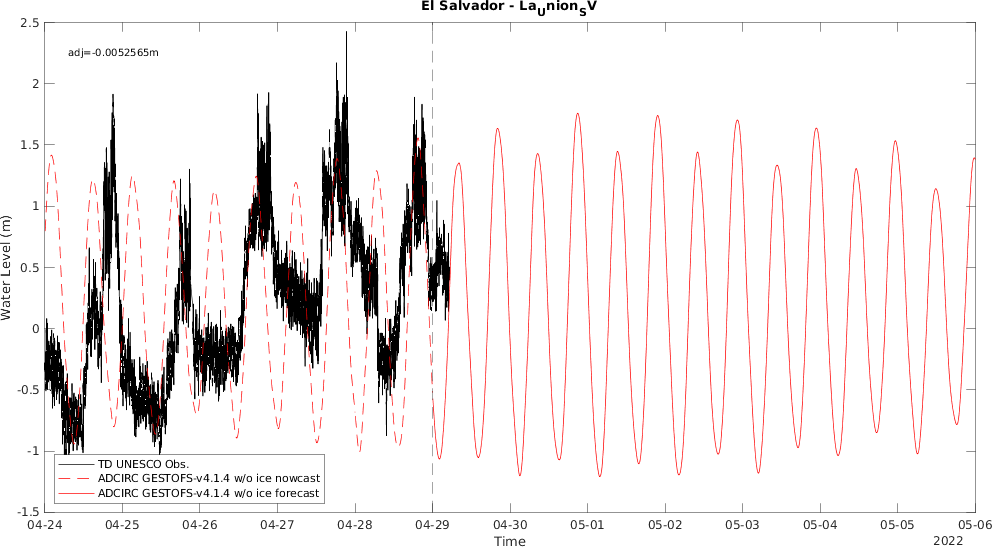 El Salvador - LaUnionSV
adj=-0.0052565m
2.5
2
1.5
1
0.5
0
-0.5
-1
-1.5
Water Level (m)
TD UNESCO Obs.
ADCIRC GESTOFS-v4.1.4 w/o ice nowcast
ADCIRC GESTOFS-v4.1.4 w/o ice forecast
04-24 04-25 04-26 04-27 04-28 04-29 04-30 05-01 05-02 05-03 05-04 05-05 05-06
Time
2022